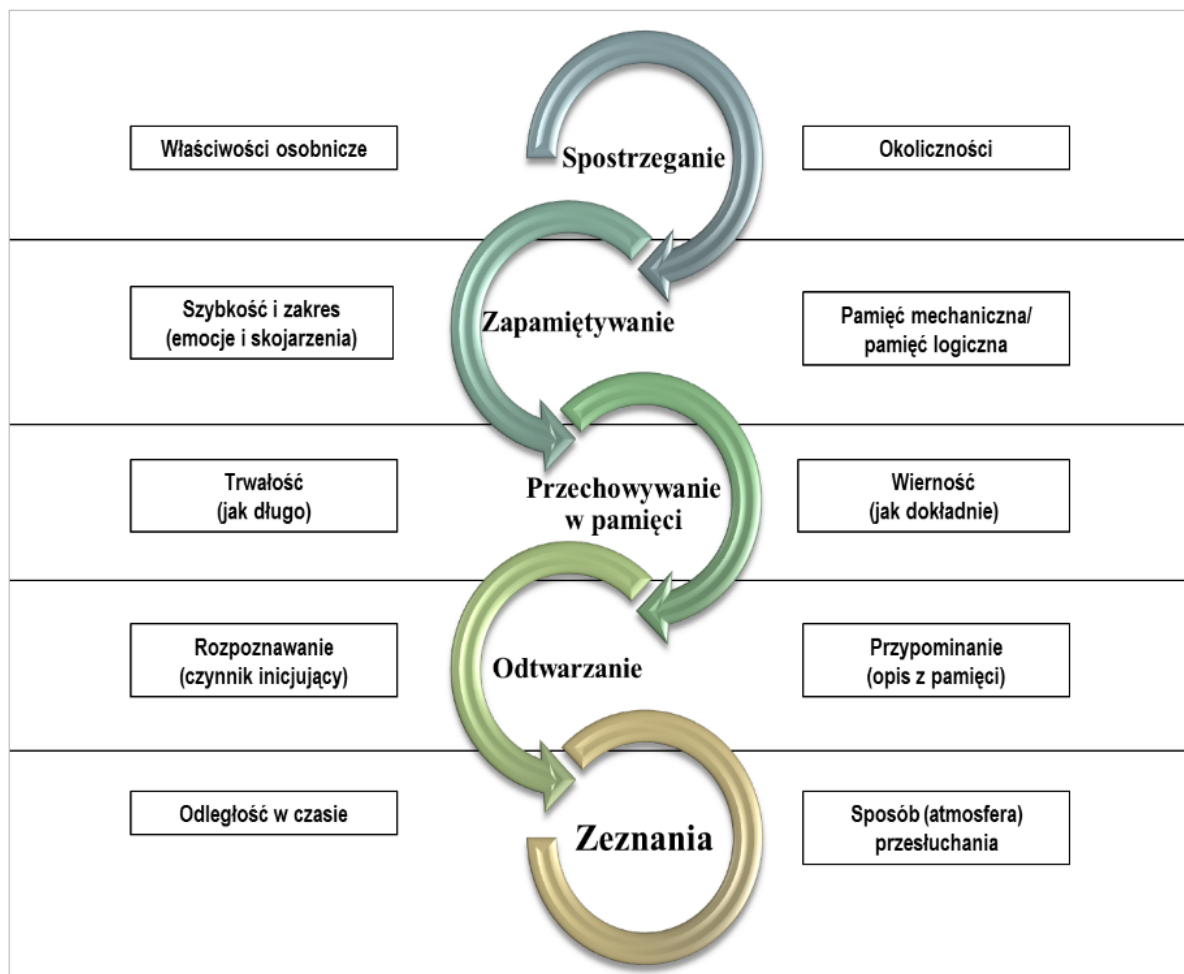 Właściwości osobnicze
Spostrzeganie
Okoliczności
Szybkość i zakres
(emocje i skojarzenia)
Zapamiętywanie
Pamięć mechaniczna/
pamięć logiczna
Trwałość
(jak długo)
Przechowywanie
w pamięci
Wierność
(jak dokładnie)
Rozpoznawanie
(czynnik inicjujący)
Odtwarzanie
Przypominanie
(opis z pamięci)
Odległość w czasie
Zeznania
Sposób (atmosfera)
przesłuchania